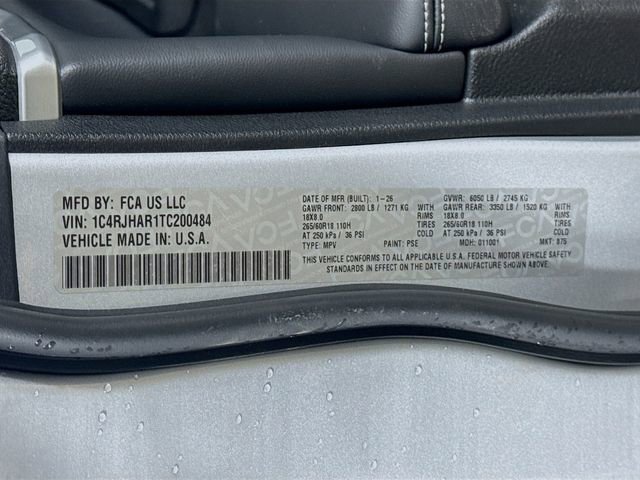 MFD BY: FCA US LLC
VIN: 1C4RJHAR1TC200484
VEHICLE MADE IN: U.S.A.
DATE OF MFR (BUILT): 1-26 GVWR: 6050 LB / 2745 KG
GAWR FRONT: 2800 LB / 1271 KG WITH GAWR REAR: 3350 LB / 1520 KG WITH
18X8.0 RIMS 18X8.0 RIMS
265/60R18 110H TIRES 265/60R18 110H TIRES
AT 250 kPa / 36 PSI COLD AT 250 kPa / 36 PSI COLD
TYPE: MPV PAINT: PSE MDH: 011001 MKT: 875
THIS VEHICLE CONFORMS TO ALL APPLICABLE U.S.A. FEDERAL MOTOR VEHICLE SAFETY
STANDARDS IN EFFECT ON THE DATE OF MANUFACTURE SHOWN ABOVE.